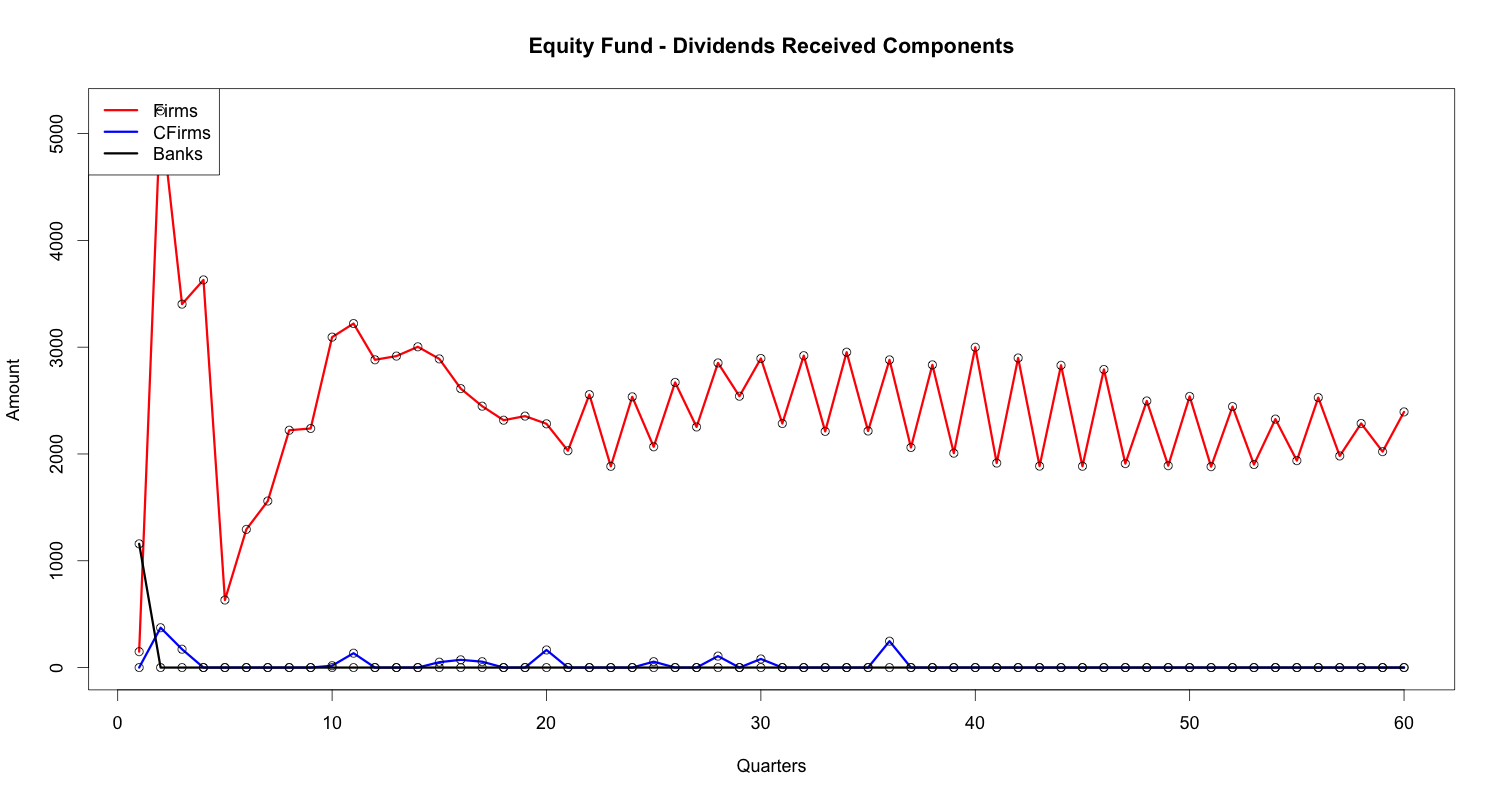 Equity Fund - Dividends Received Components
Firms
CFirms
Banks
5000
4000
3000
2000
1000
0
Amount
0 10 20 30 40 50 60
Quarters